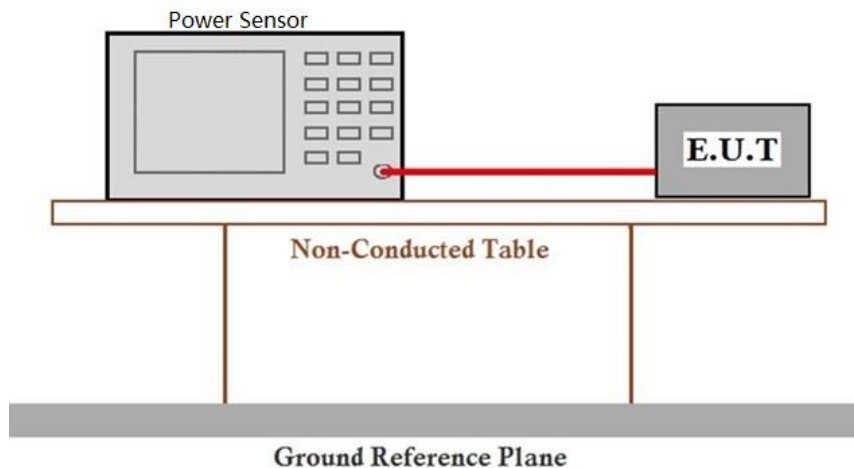 Power Sensor
E.U.T
Non-Conducted Table
Ground Reference Plane